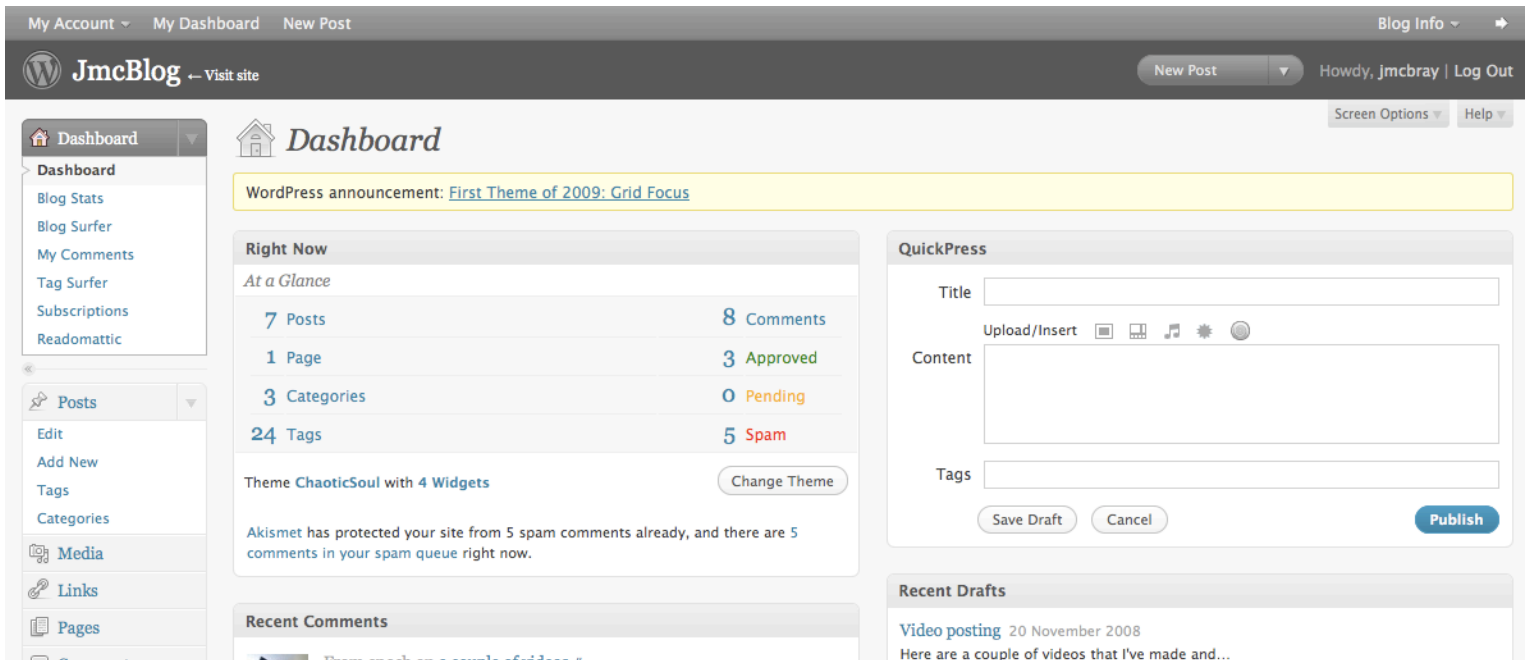 My Account My Dashboard New Post Blog Info
JmcBlog ← Visit site New Post Howdy, jmcbray | Log Out
Screen Options Help
Dashboard
Dashboard
Blog Stats
Blog Surfer
My Comments
Tag Surfer
Subscriptions
Readomattic
Posts
Edit
Add New
Tags
Categories
Media
Links
Pages
Dashboard
WordPress announcement: First Theme of 2009: Grid Focus
Right Now
At a Glance
7 Posts 8 Comments
1 Page 3 Approved
3 Categories 0 Pending
24 Tags 5 Spam
Theme ChaoticSoul with 4 Widgets Change Theme
Akismet has protected your site from 5 spam comments already, and there are 5
comments in your spam queue right now.
Recent Comments
QuickPress
Title
Upload/Insert
Content
Tags
Save Draft Cancel Publish
Recent Drafts
Video posting 20 November 2008
Here are a couple of videos that I've made and...